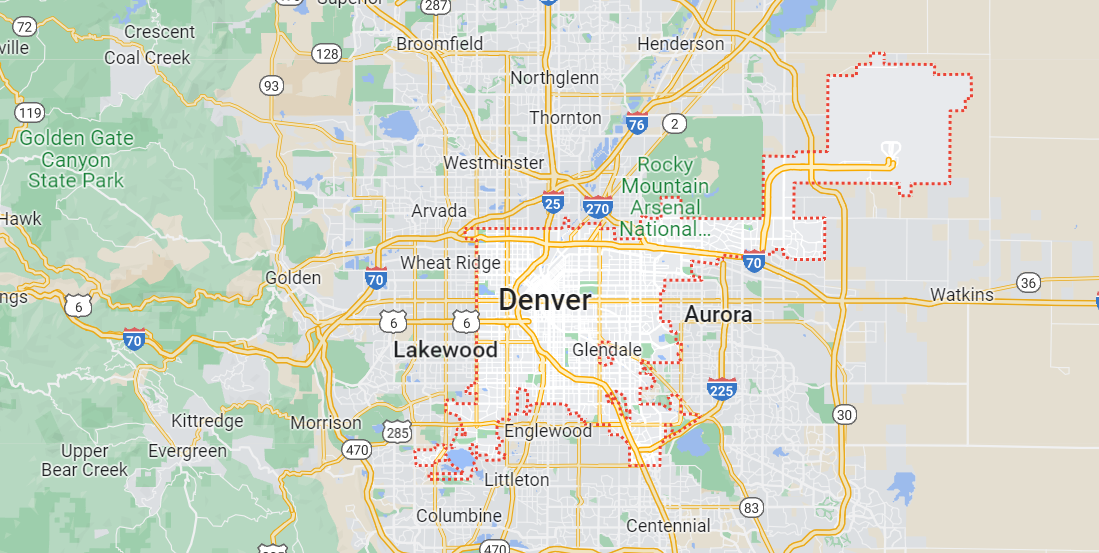 Superior
287
72
Crescent
ville
Coal Creek
128
Broomfield
Henderson
93
Northglenn
119
Thornton
76
2
Golden Gate
Canyon
State Park
Westminster
Rocky
Mountain
Arsenal
National...
25
270
Hawk
Arvada
Wheat Ridge
70
70
Golden
ngs
6
Denver
36
Watkins
6
6
Aurora
70
Lakewood
Glendale
225
Kittredge
Morrison
285
30
Englewood
Upper
Bear Creek
Evergreen
470
Littleton
83
Columbine
Centennial
470